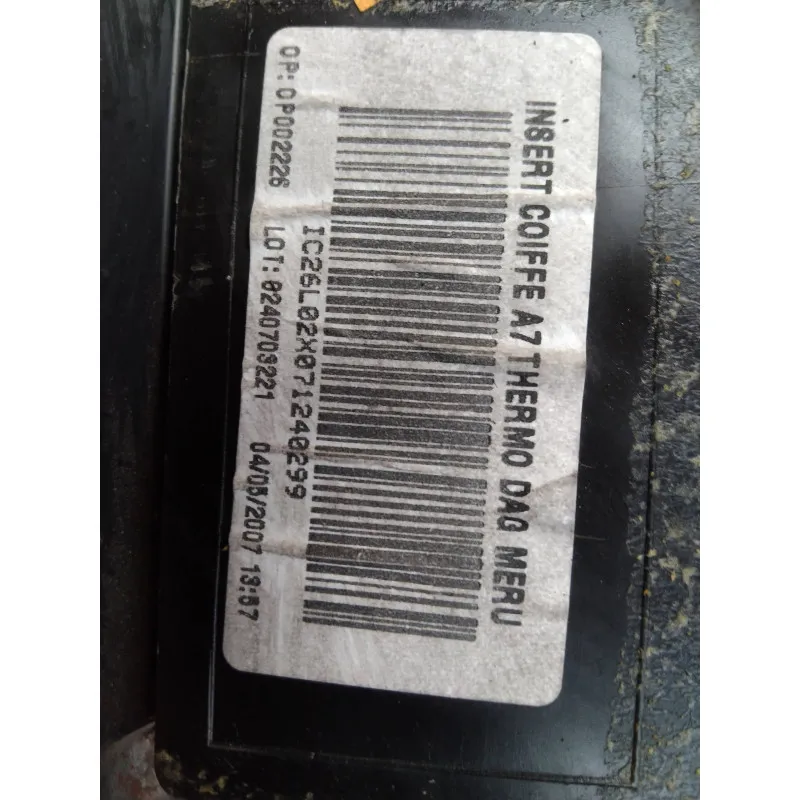 INSERT COIFFE A7 THERMO DAG MERU
IC26L02X071240299
OP: OP002226 LOT: 0240703221 04/05/2007 13:57